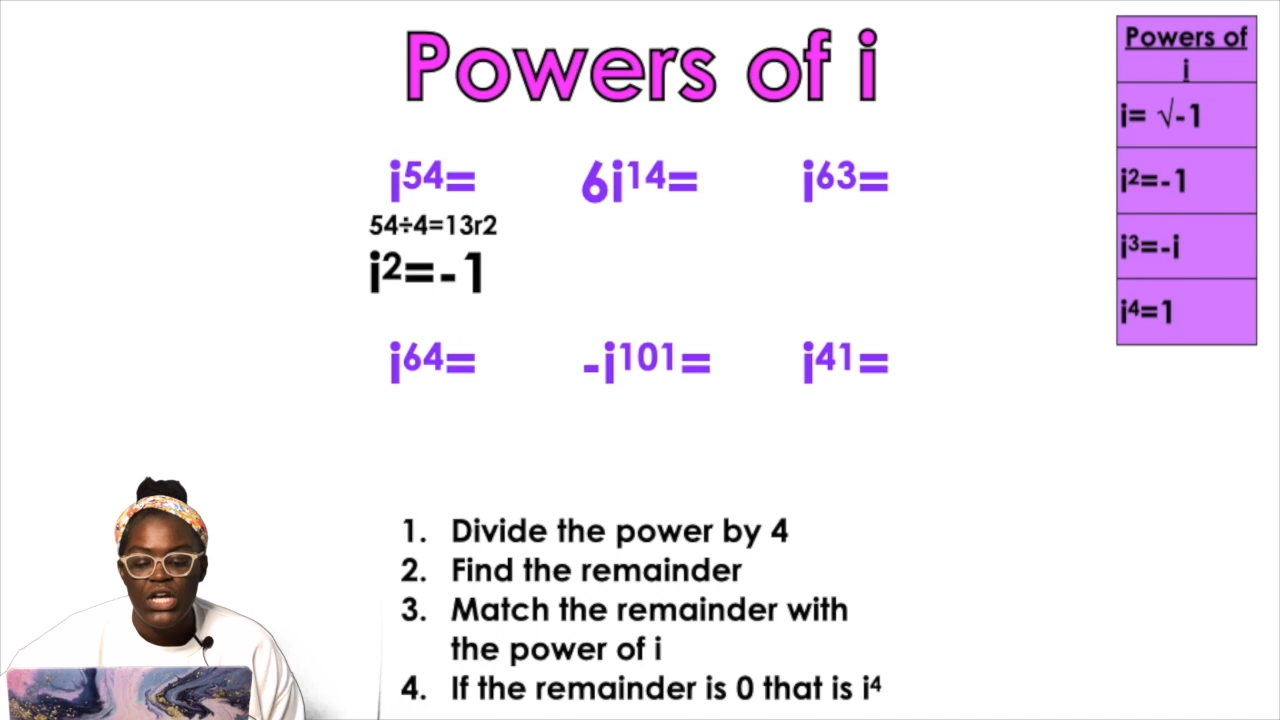 Powers of i
i⁵⁴=
6i¹⁴=
i⁶³=
54÷4=13r2
i²=-1
i⁶⁴=
-i¹⁰¹=
i⁴¹=
1. Divide the power by 4
2. Find the remainder
3. Match the remainder with
the power of i
4. If the remainder is 0 that is i⁴
Powers of
i
i= √-1
i²=-1
i³=-i
i⁴=1